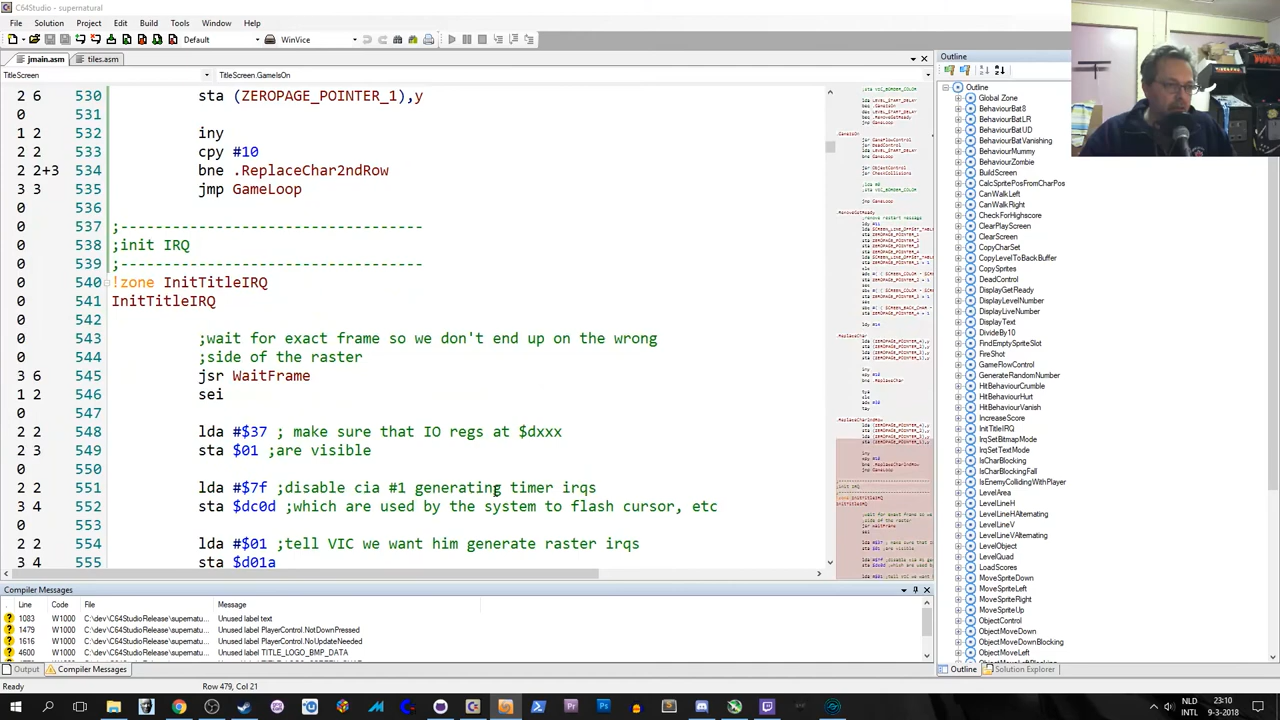 C64Studio - supernatural
File Solution Project Edit Build Tools Window Help
Default WinVice
jmain.asm tiles.asm
TitleScreen TitleScreen.GameIsOn
2 6 530 sta (ZEROPAGE_POINTER_1),y
0 531
1 2 532 iny
2 2 533 cpy #10
2 2+3 534 bne .ReplaceChar2ndRow
3 3 535 jmp GameLoop
0 536
0 537 ;-----------------------------------
0 538 ;init IRQ
0 539 ;-----------------------------------
0 540 !zone InitTitleIRQ
0 541 InitTitleIRQ
0 542
0 543 ;wait for exact frame so we don't end up on the wrong
0 544 ;side of the raster
3 6 545 jsr WaitFrame
1 2 546 sei
0 547
2 2 548 lda #$37 ; make sure that IO regs at $dxxx
2 3 549 sta $01 ;are visible
0 550
2 2 551 lda #$7f ;disable cia #1 generating timer irqs
3 4 552 sta $dc0d ;which are used by the system to flash cursor, etc
0 553
2 2 554 lda #$01 ;tell VIC we want him generate raster irqs
3 4 555 sta $d01a
Outline
Outline
Global Zone
BehaviourBat8
BehaviourBatLR
BehaviourBatUD
BehaviourBatVanishing
BehaviourMummy
BehaviourZombie
BuildScreen
CalcSpritePosFromCharPos
CanWalkLeft
CanWalkRight
CheckForHighscore
ClearPlayScreen
ClearScreen
CopyCharSet
CopyLevelToBackBuffer
CopySprites
DeadControl
DisplayGetReady
DisplayLevelNumber
DisplayLiveNumber
DisplayText
DivideBy10
FindEmptySpriteSlot
FireShot
GameFlowControl
GenerateRandomNumber
HitBehaviourCrumble
HitBehaviourHurt
HitBehaviourVanish
IncreaseScore
InitTitleIRQ
IrqSetBitmapMode
IrqSetTextMode
IsCharBlocking
IsCharBlockingFall
IsEnemyCollidingWithPlayer
LevelArea
LevelLineH
LevelLineHAlternating
LevelLineV
LevelLineVAlternating
LevelObject
LevelQuad
LoadScores
MoveSpriteDown
MoveSpriteLeft
MoveSpriteRight
MoveSpriteUp
ObjectControl
ObjectMoveDown
ObjectMoveDownBlocking
ObjectMoveLeft
Compiler Messages
Line Code File Message
1083 W1000 C:\dev\C64StudioRelease\supernatu... Unused label text
1479 W1000 C:\dev\C64StudioRelease\supernatu... Unused label PlayerControl.NotDownPressed
1616 W1000 C:\dev\C64StudioRelease\supernatu... Unused label PlayerControl.NoUpdateNeeded
4600 W1000 C:\dev\C64StudioRelease\supernatu... Unused label TITLE_LOGO_BMP_DATA
Output Compiler Messages
Outline Source Control
Ready Row 479, Col 21
NLD 23:10
INTL 9-3-2018